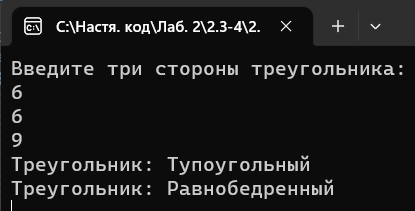 C:\Настя. код\Лаб. 2\2.3-4\2.
Введите три стороны треугольника:
6
6
9
Треугольник: Тупоугольный
Треугольник: Равнобедренный